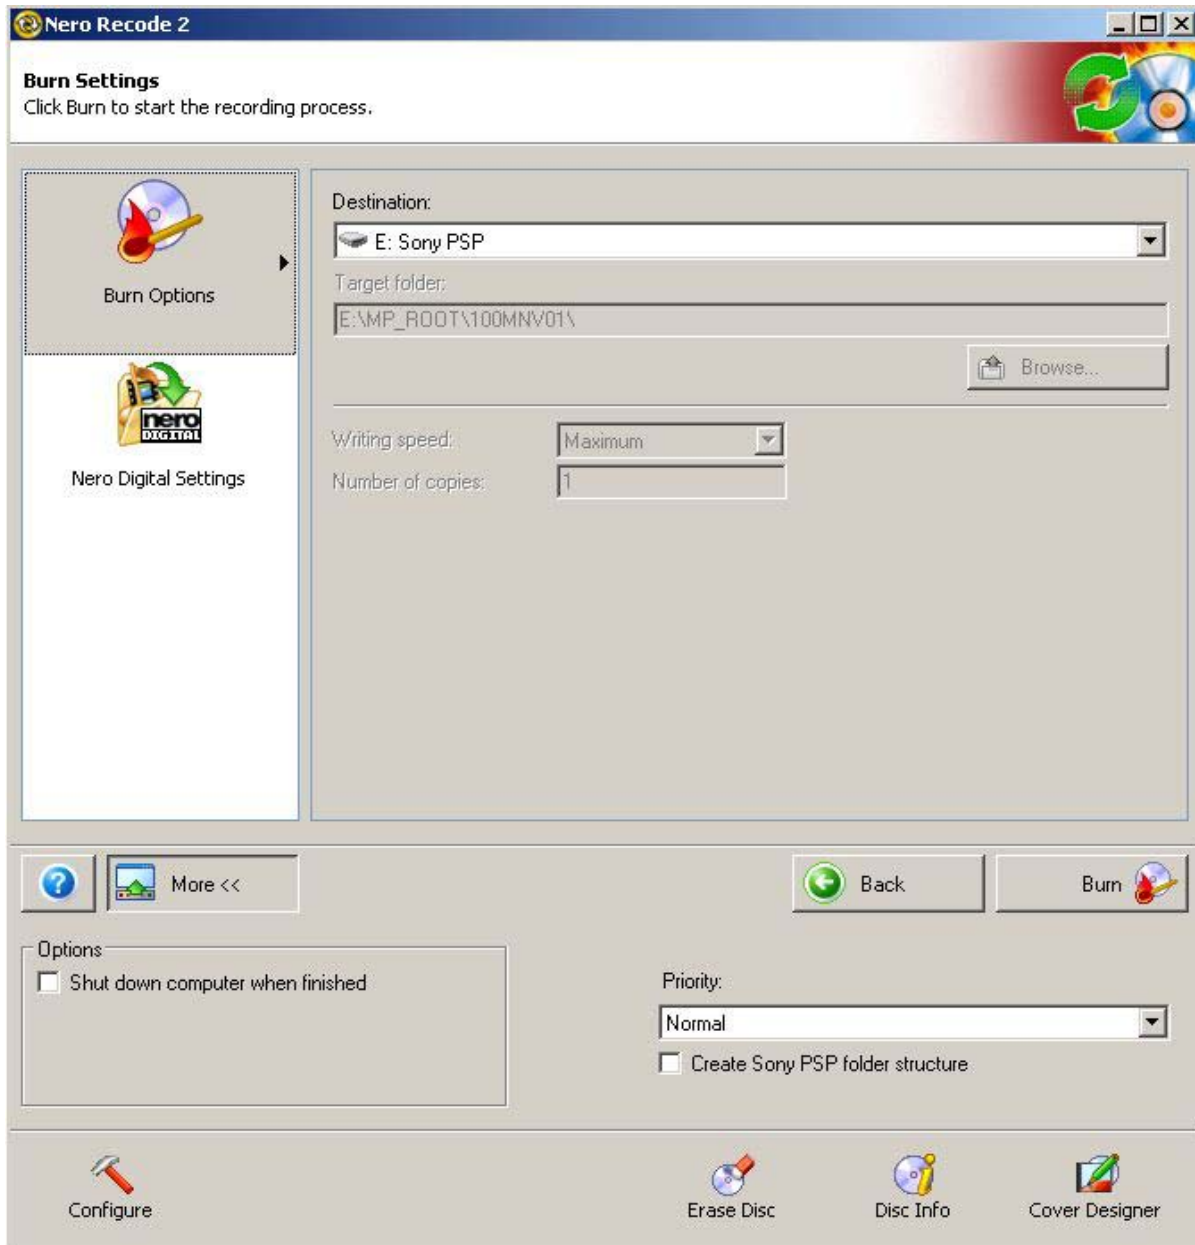 Nero Recode 2
Burn Settings
Click Burn to start the recording process.
Burn Options
nero
DIGITAL
Nero Digital Settings
Destination:
E: Sony PSP
Target folder:
E:\MP_ROOT\100MNV01\
Browse...
Writing speed:
Maximum
Number of copies:
1
More <<
Back
Burn
Options
Shut down computer when finished
Priority:
Normal
Create Sony PSP folder structure
Configure
Erase Disc
Disc Info
Cover Designer